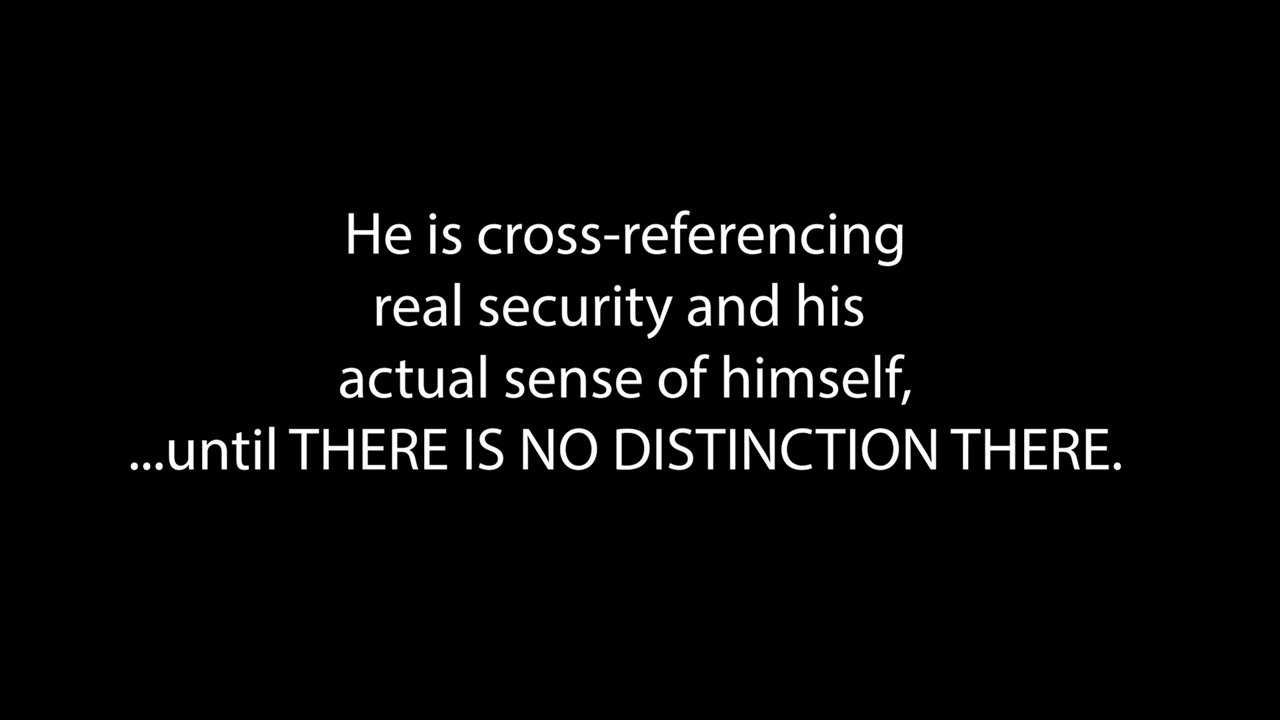 He is cross-referencing
real security and his
actual sense of himself,
...until THERE IS NO DISTINCTION THERE.